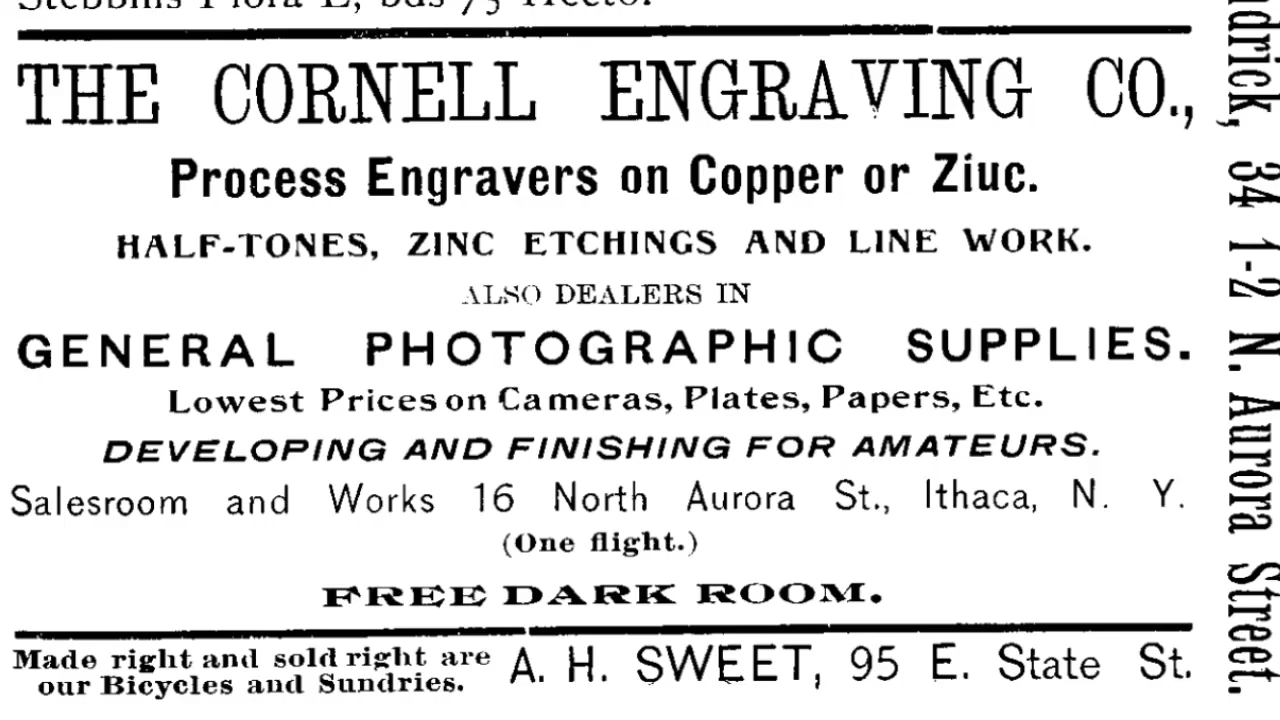 THE CORNELL ENGRAVING CO.,
Process Engravers on Copper or Ziuc.
HALF-TONES, ZINC ETCHINGS AND LINE WORK.
ALSO DEALERS IN
GENERAL PHOTOGRAPHIC SUPPLIES.
Lowest Prices on Cameras, Plates, Papers, Etc.
DEVELOPING AND FINISHING FOR AMATEURS.
Salesroom and Works 16 North Aurora St., Ithaca, N. Y.
(One flight.)
FREE DARK ROOM.
Made right and sold right are
our Bicycles and Sundries.
A. H. SWEET, 95 E. State St.
34 1-2 N. Aurora Street.